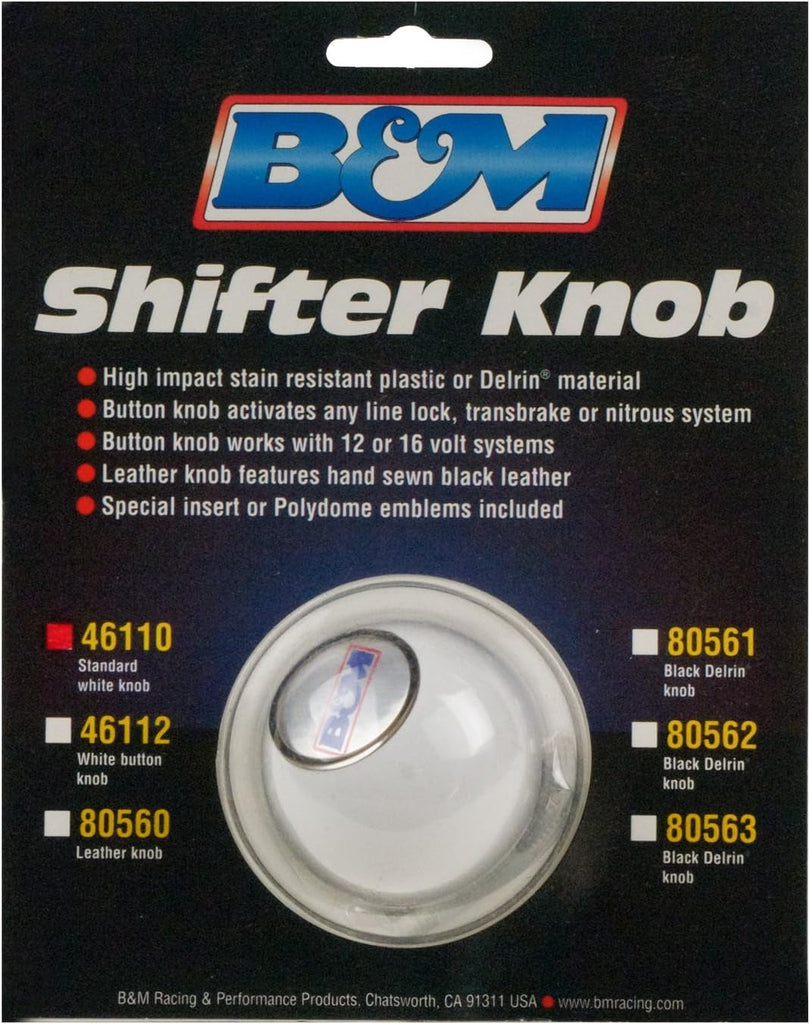 B&M
Shifter Knob
High impact stain resistant plastic or Delrin® material
Button knob activates any line lock, transbrake or nitrous system
Button knob works with 12 or 16 volt systems
Leather knob features hand sewn black leather
Special insert or Polydome emblems included
46110
Standard
white knob
46112
White button
knob
80560
Leather knob
B&M
80561
Black Delrin
knob
80562
Black Delrin
knob
80563
Black Delrin
knob
B&M Racing & Performance Products, Chatsworth, CA 91311 USA ● www.bmracing.com